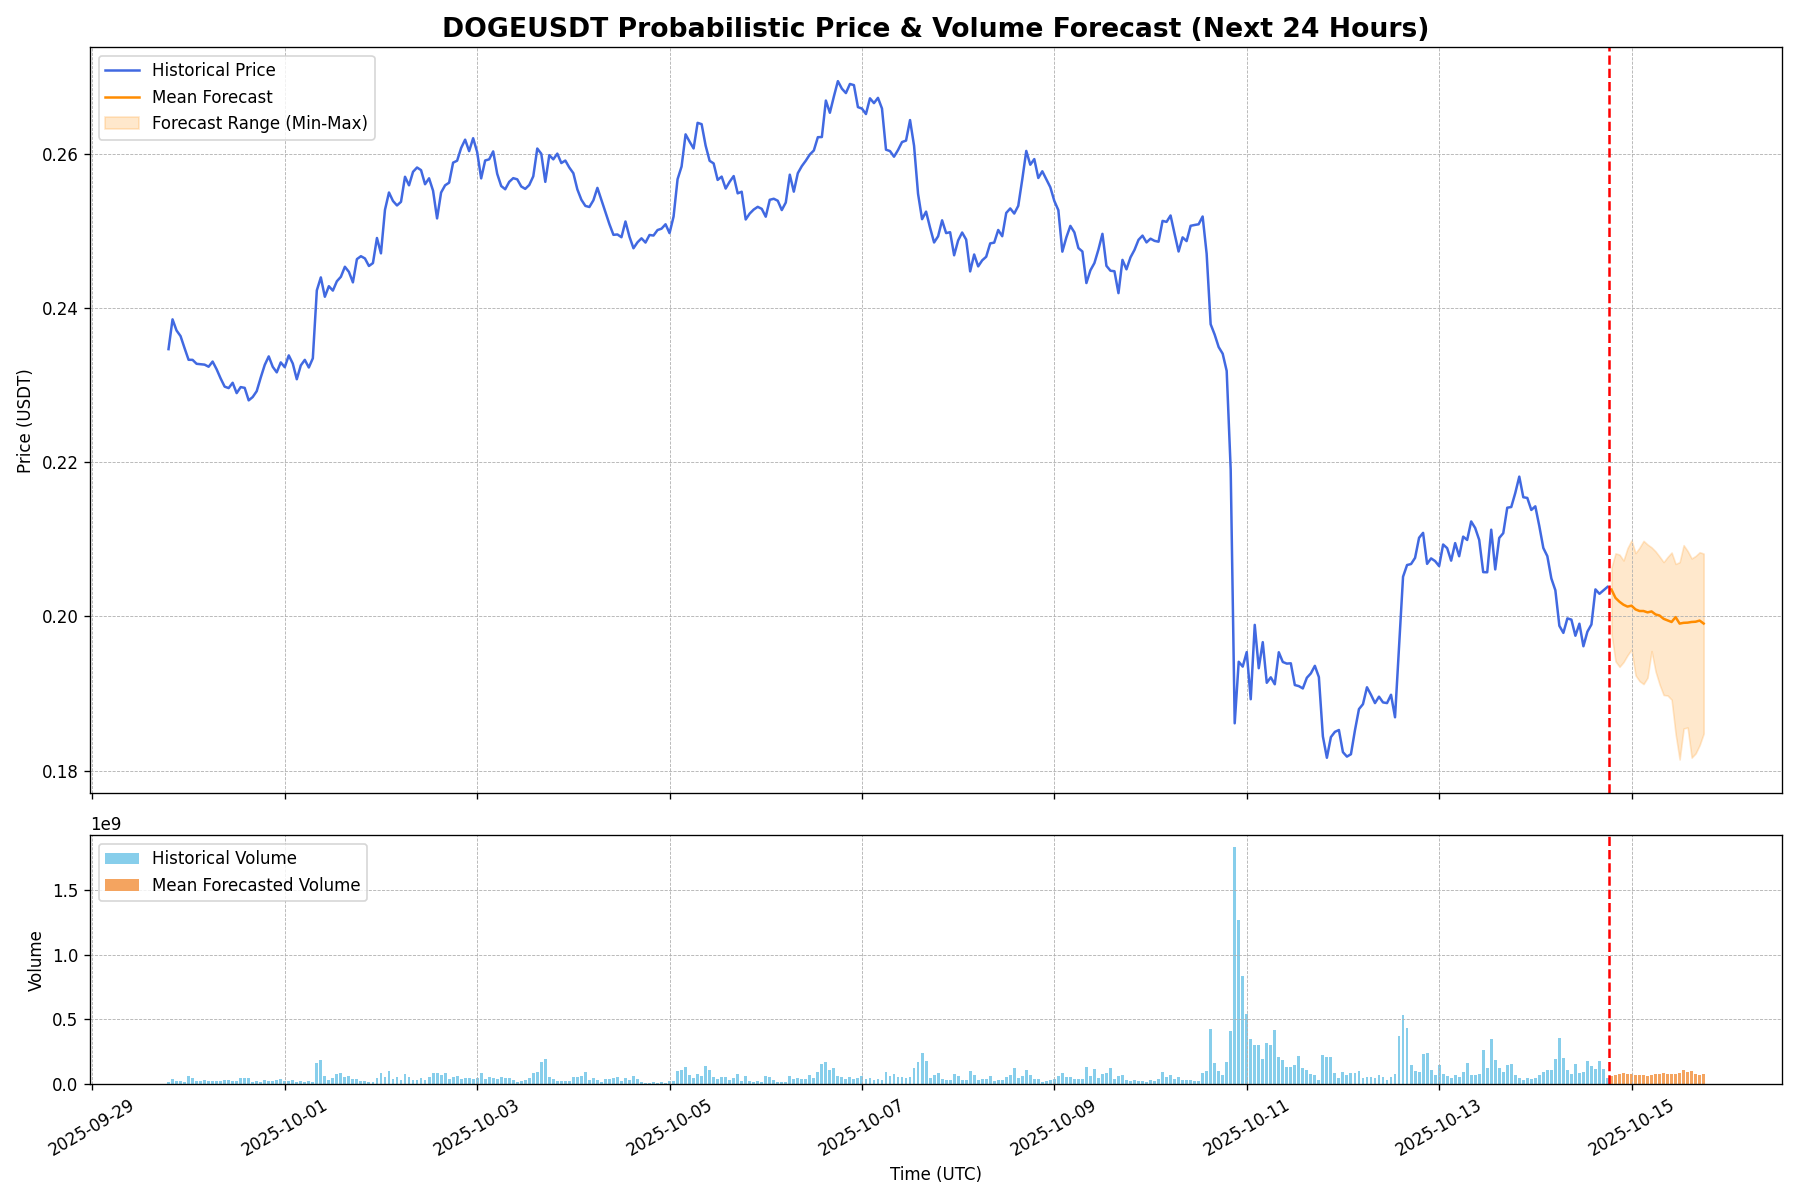 DOGEUSDT Probabilistic Price & Volume Forecast (Next 24 Hours)
Historical Price
Mean Forecast
Forecast Range (Min-Max)
Price (USDT)
0.26
0.24
0.22
0.20
0.18
1e9
Historical Volume
Mean Forecasted Volume
Volume
1.5
1.0
0.5
0.0
2025-09-29
2025-10-01
2025-10-03
2025-10-05
2025-10-07
2025-10-09
2025-10-11
2025-10-13
2025-10-15
Time (UTC)